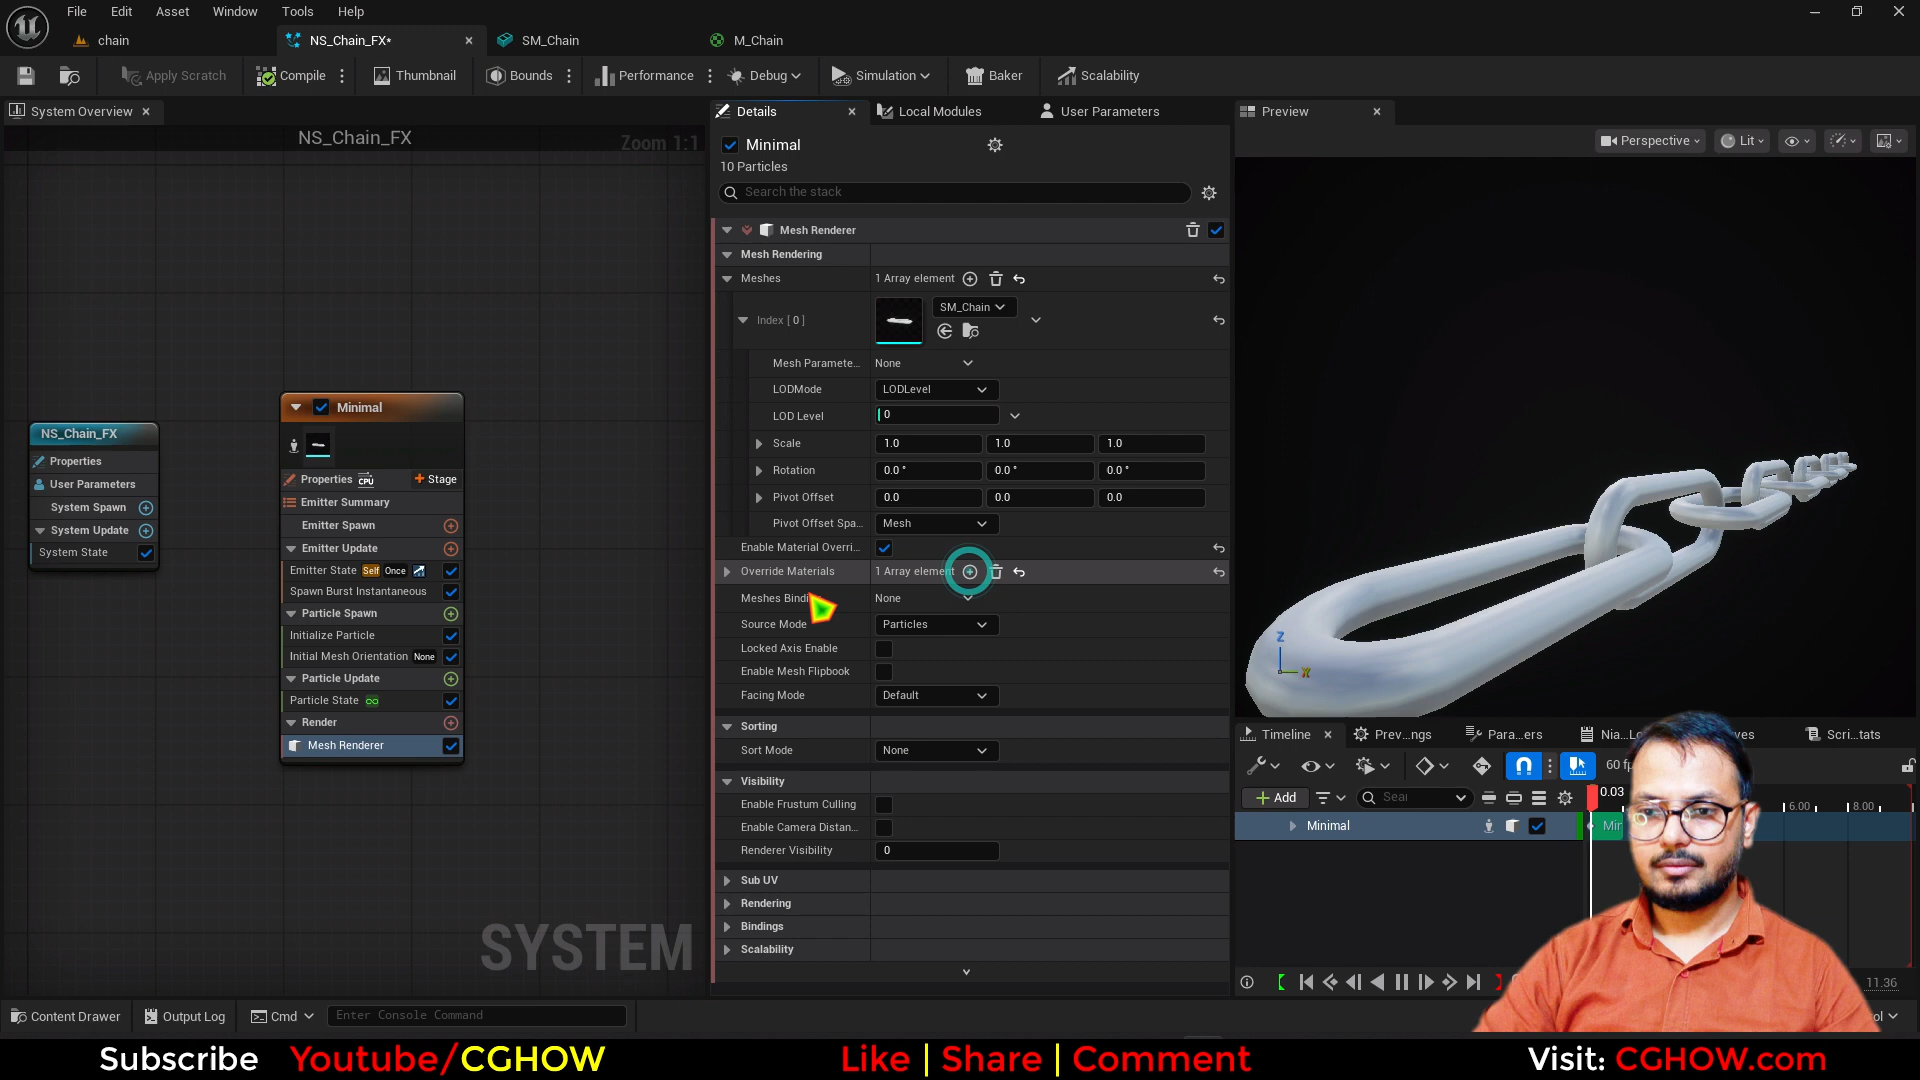 File Edit Asset Window Tools Help
chain NS_Chain_FX* SM_Chain M_Chain
Apply Scratch Compile Thumbnail Bounds Performance Debug Simulation Baker Scalability
System Overview
NS_Chain_FX
Zoom 1:1
NS_Chain_FX
Properties
User Parameters
System Spawn
System Update
System State
Minimal
Properties CPU Stage
Emitter Summary
Emitter Spawn
Emitter Update
Emitter State Self Once
Spawn Burst Instantaneous
Particle Spawn
Initialize Particle
Initial Mesh Orientation None
Particle Update
Particle State
Render
Mesh Renderer
SYSTEM
Details Local Modules User Parameters
Minimal
10 Particles
Search the stack
Mesh Renderer
Mesh Rendering
Meshes 1 Array element
Index [ 0 ] SM_Chain
Mesh Paramete... None
LODMode LODLevel
LOD Level 0
Scale 1.0 1.0 1.0
Rotation 0.0 ° 0.0 ° 0.0 °
Pivot Offset 0.0 0.0 0.0
Pivot Offset Spa... Mesh
Enable Material Overri...
Override Materials 1 Array element
Meshes Bindi None
Source Mode Particles
Locked Axis Enable
Enable Mesh Flipbook
Facing Mode Default
Sorting
Sort Mode None
Visibility
Enable Frustum Culling
Enable Camera Distan...
Renderer Visibility 0
Sub UV
Rendering
Bindings
Scalability
Preview
Perspective Lit
Z
X
Timeline Prev...ngs Para...ers Nia...Lo ves Scri...tats
60 fp
Add Sear 0.03 6.00 8.00
Minimal Min
11.36
Content Drawer Output Log Cmd Enter Console Command ol
Subscribe Youtube/CGHOW Like | Share | Comment Visit: CGHOW.com